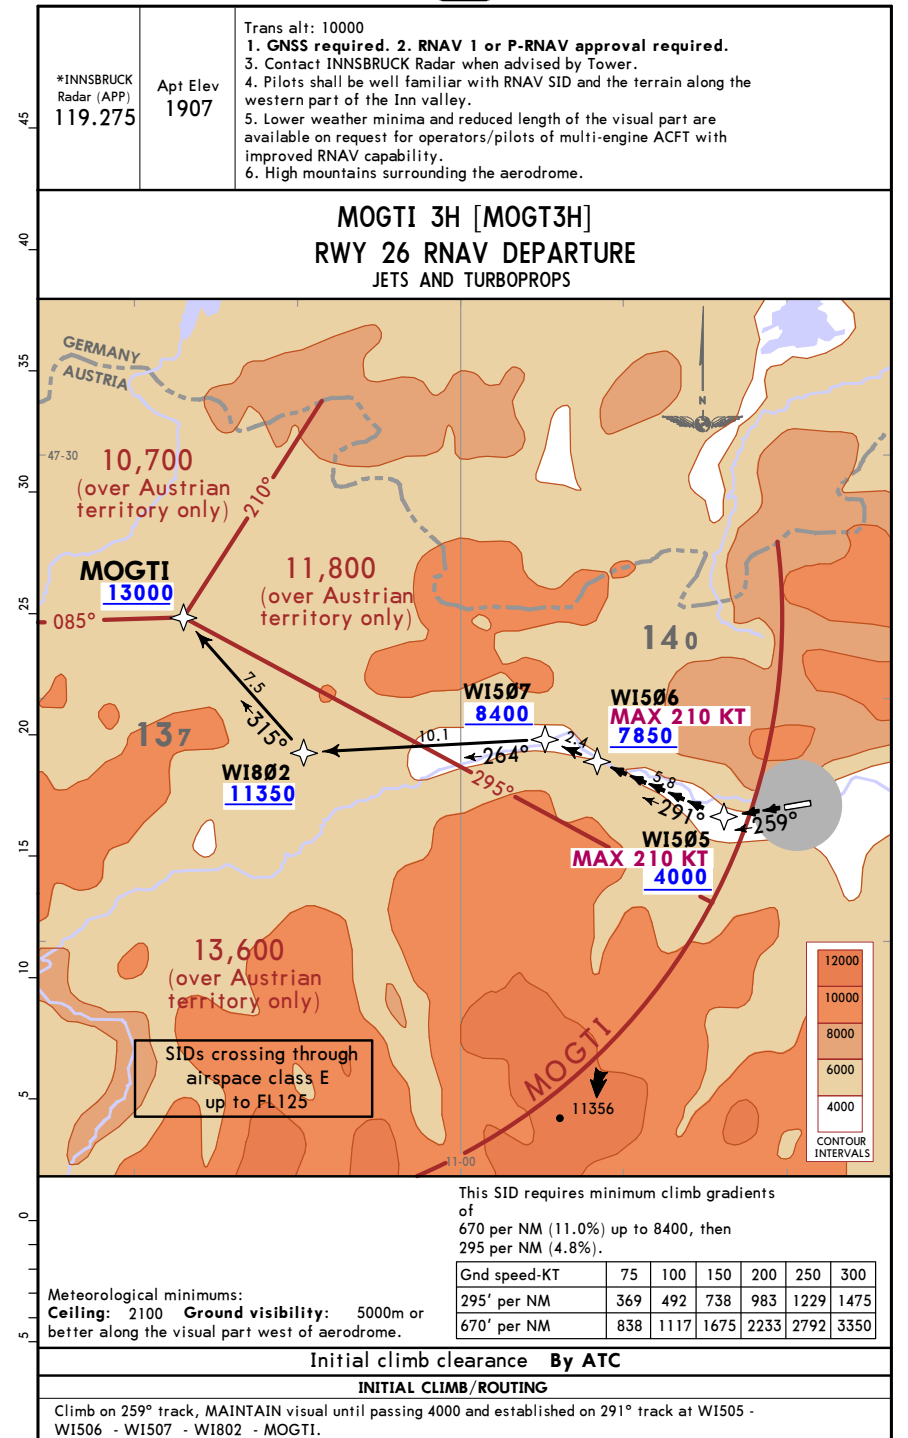 *INNSBRUCK
Radar (APP)
119.275
Apt Elev
1907
Trans alt: 10000
1. GNSS required. 2. RNAV 1 or P-RNAV approval required.
3. Contact INNSBRUCK Radar when advised by Tower.
4. Pilots shall be well familiar with RNAV SID and the terrain along the
western part of the Inn valley.
5. Lower weather minima and reduced length of the visual part are
available on request for operators/pilots of multi-engine ACFT with
improved RNAV capability.
6. High mountains surrounding the aerodrome.
MOGTI 3H [MOGT3H]
RWY 26 RNAV DEPARTURE
JETS AND TURBOPROPS
45
40
35
30
25
20
15
10
5
0
5
GERMANY
AUSTRIA
N
47-30
10,700
(over Austrian
territory only)
210°
MOGTI
13000
085°
11,800
(over Austrian
territory only)
140
137
7.5
315°
WI507
8400
WI506
MAX 210 KT
7850
10.1
264°
2.4
5.8
291°
259°
WI802
11350
295°
WI505
MAX 210 KT
4000
13,600
(over Austrian
territory only)
SIDs crossing through
airspace class E
up to FL125
MOGTI
11356
11-00
12000
10000
8000
6000
4000
CONTOUR
INTERVALS
This SID requires minimum climb gradients
of
670 per NM (11.0%) up to 8400, then
295 per NM (4.8%).
Gnd speed-KT 75 100 150 200 250 300
295' per NM 369 492 738 983 1229 1475
670' per NM 838 1117 1675 2233 2792 3350
Meteorological minimums:
Ceiling: 2100 Ground visibility: 5000m or
better along the visual part west of aerodrome.
Initial climb clearance By ATC
INITIAL CLIMB/ROUTING
Climb on 259° track, MAINTAIN visual until passing 4000 and established on 291° track at WI505 -
WI506 - WI507 - WI802 - MOGTI.